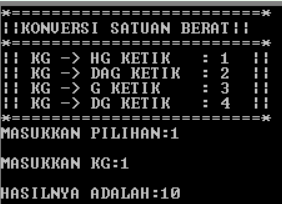 *==========================*
¦¦KONVERSI SATUAN BERAT¦¦
*==========================*
¦¦ KG -> HG KETIK : 1 ¦¦
¦¦ KG -> DAG KETIK : 2 ¦¦
¦¦ KG -> G KETIK : 3 ¦¦
¦¦ KG -> DG KETIK : 4 ¦¦
*==========================*
MASUKKAN PILIHAN:1
MASUKKAN KG:1
HASILNYA ADALAH:10